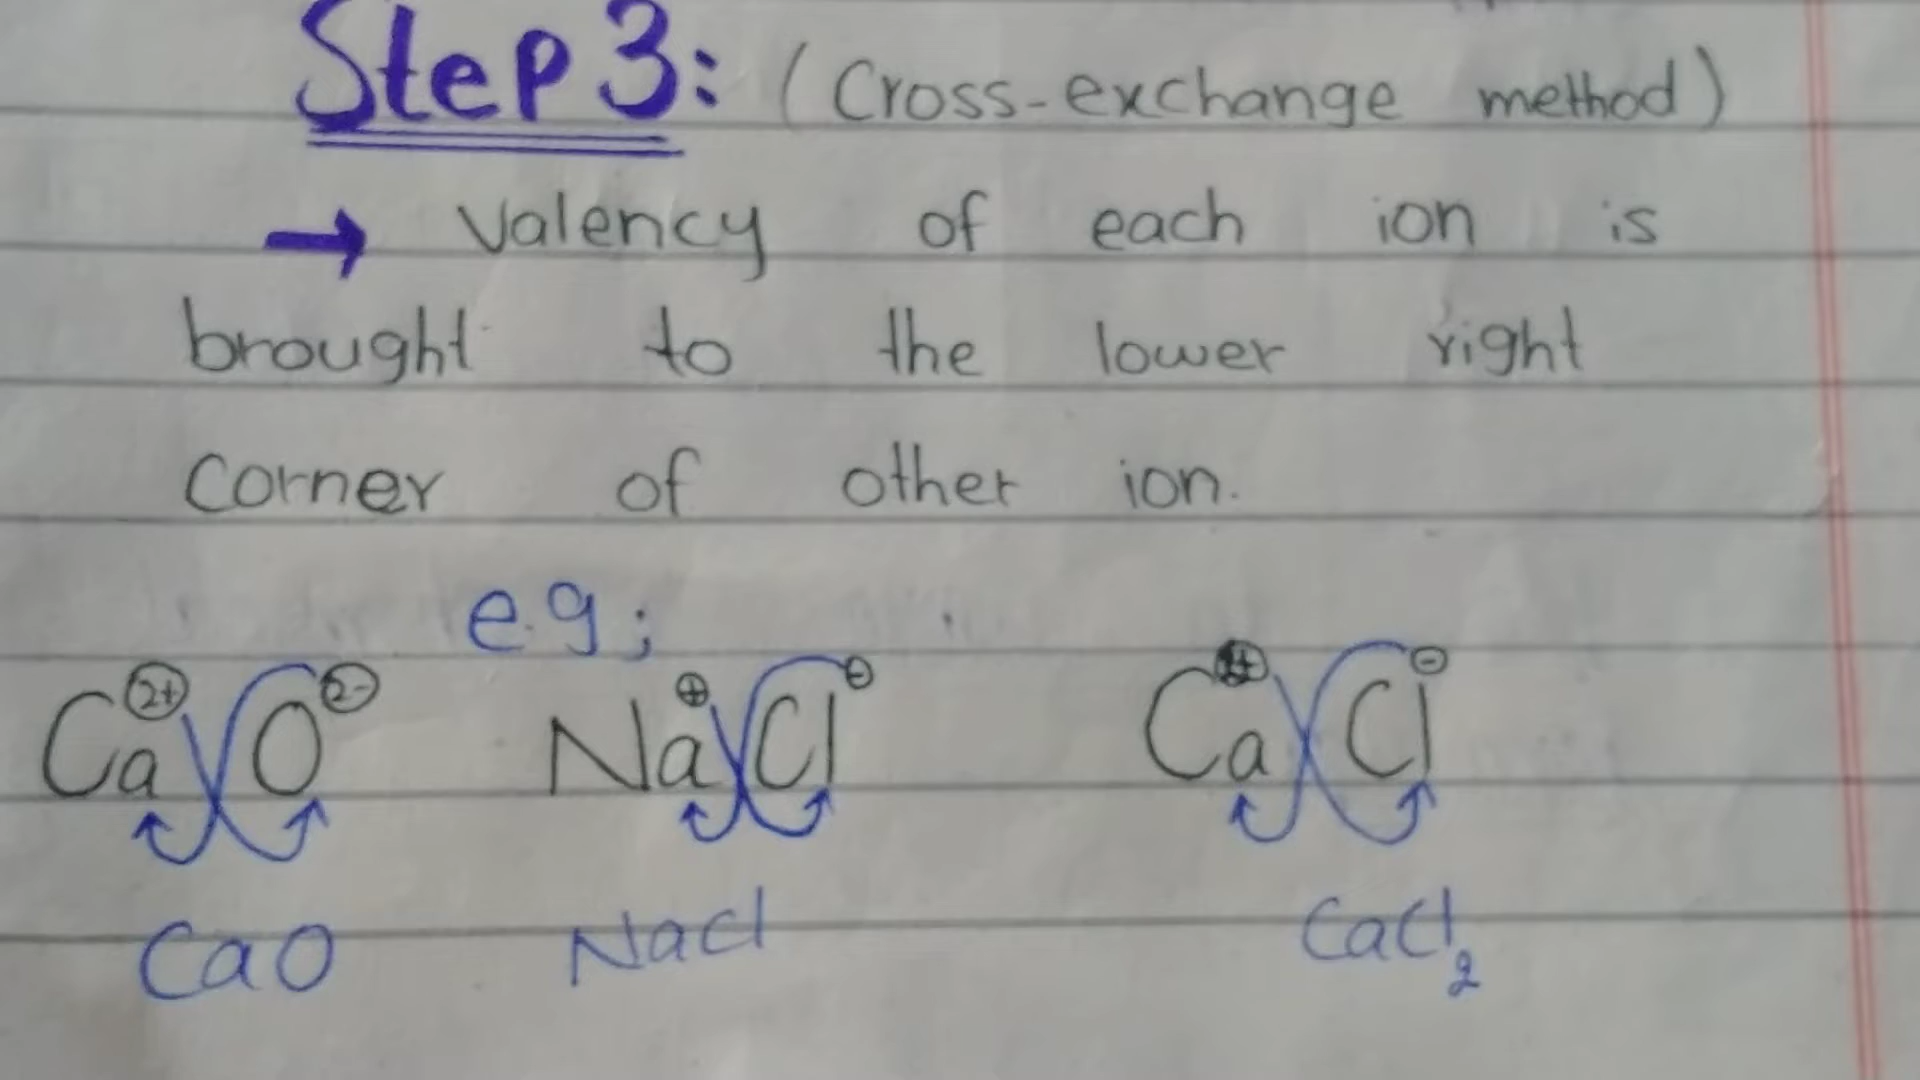 Step 3: (Cross-exchange method)
→ Valency of each ion is
brought to the lower right
corner of other ion.
e.g;
Ca²⁺ O²⁻ Na⁺ Cl⁻ Ca Cl⁻
CaO NaCl CaCl₂